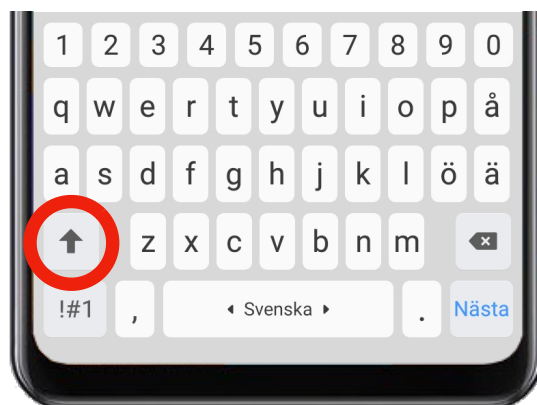 1 2 3 4 5 6 7 8 9 0
q w e r t y u i o p å
a s d f g h j k l ö ä
z x c v b n m
!#1 , Svenska . Nästa